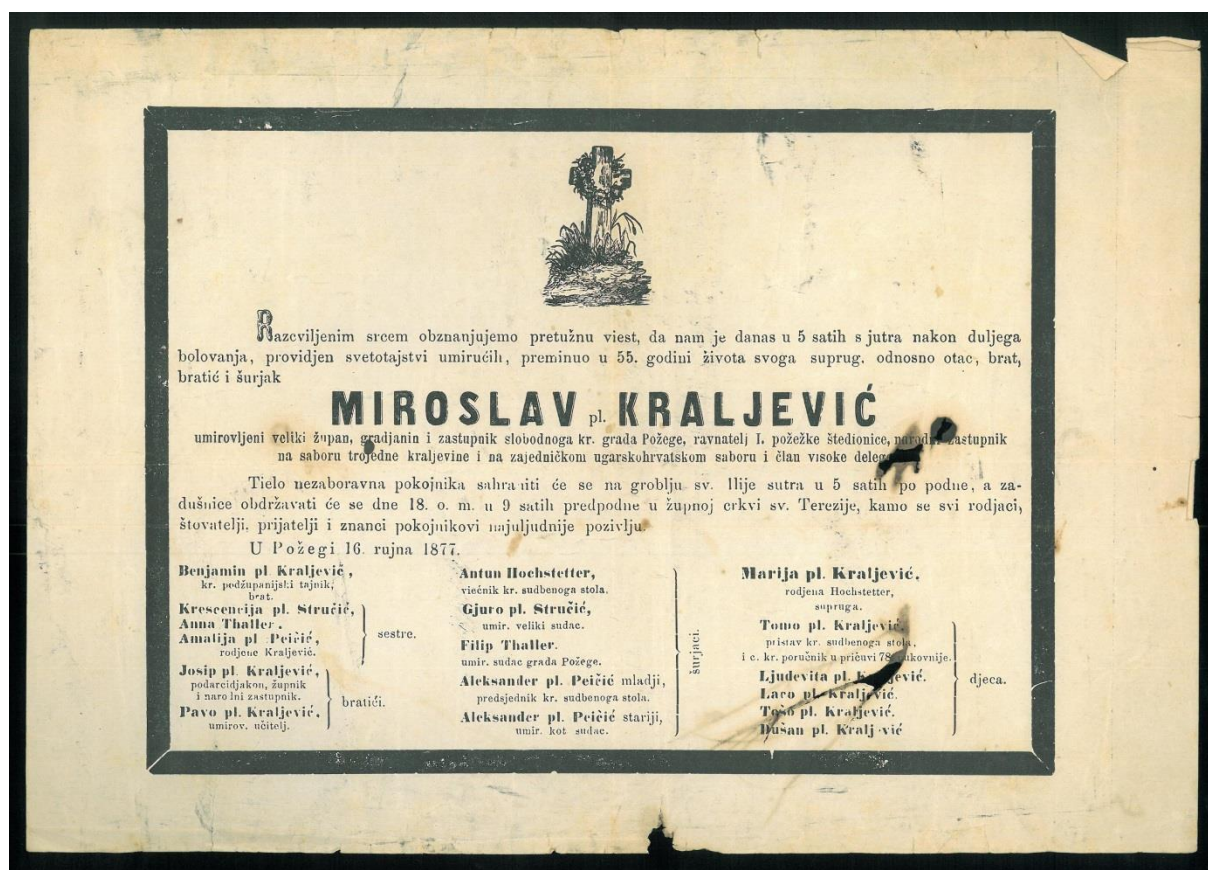 Razcviljenim srcem obznanjujemo pretužnu viest, da nam je danas u 5 satih s jutra nakon duljega
bolovanja, providjen svetotajstvi umirućih, preminuo u 55. godini života svoga suprug, odnosno otac, brat,
bratić i šurjak
MIROSLAV pl. KRALJEVIĆ
umirovljeni veliki župan, gradjanin i zastupnik slobodnoga kr. grada Požege, ravnatelj I. požežke štedionice, narodni zastupnik
na saboru trojedne kraljevine i na zajedničkom ugarskohrvatskom saboru i član visoke
Tielo nezaboravna pokojnika sahraniti će se na groblju sv. Ilije sutra u 5 satih po podne, a za-
dušnice obdržavati će se dne 18. o. m. u 9 satih predpodne u župnoj crkvi sv. Terezije, kamo se svi rodjaci,
štovatelji, prijatelji i znanci pokojnikovi najuljudnije pozivlju.
U Požegi 16. rujna 1877.
Benjamin pl. Kraljević,
kr. podžupanijski tajnik,
brat.
Krescencija pl. Stručić,
Anna Thaller,
Amalija pl Peičić,
rodjene Kraljević.
sestre.
Josip pl. Kraljević,
podarcidjakon, župnik
i narodni zastupnik.
Pavo pl. Kraljević,
umirov. učitelj.
bratići.
Antun Hochstetter,
viećnik kr. sudbenoga stola.
Gjuro pl. Stručić,
umir. veliki sudac.
Filip Thaller.
umir. sudac grada Požege.
Aleksander pl. Peičić mladji,
predsjednik kr. sudbenoga stola.
Aleksander pl. Peičić stariji,
umir. kot sudac.
šurjaci.
Marija pl. Kraljević,
rodjena Hochstetter,
supruga.
Tomo pl. Kraljević.
pristav kr. sudbenoga stola,
i c. kr. poručnik u pričuvi 78. pukovnije.
Ljudevita pl. Kraljević.
Laco pl. Kraljević.
Tošo pl. Kraljević.
Dušan pl. Kraljević
djeca.